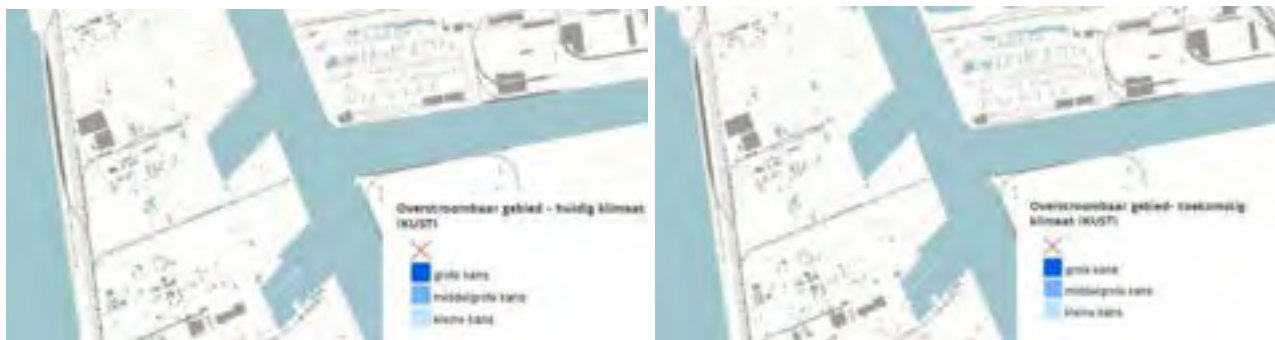 Overstroombaar gebied - huidig klimaat
(KUST)
grote kans
middelgrote kans
kleine kans
Overstroombaar gebied- toekomstig
klimaat (KUST)
grote kans
middelgrote kans
kleine kans